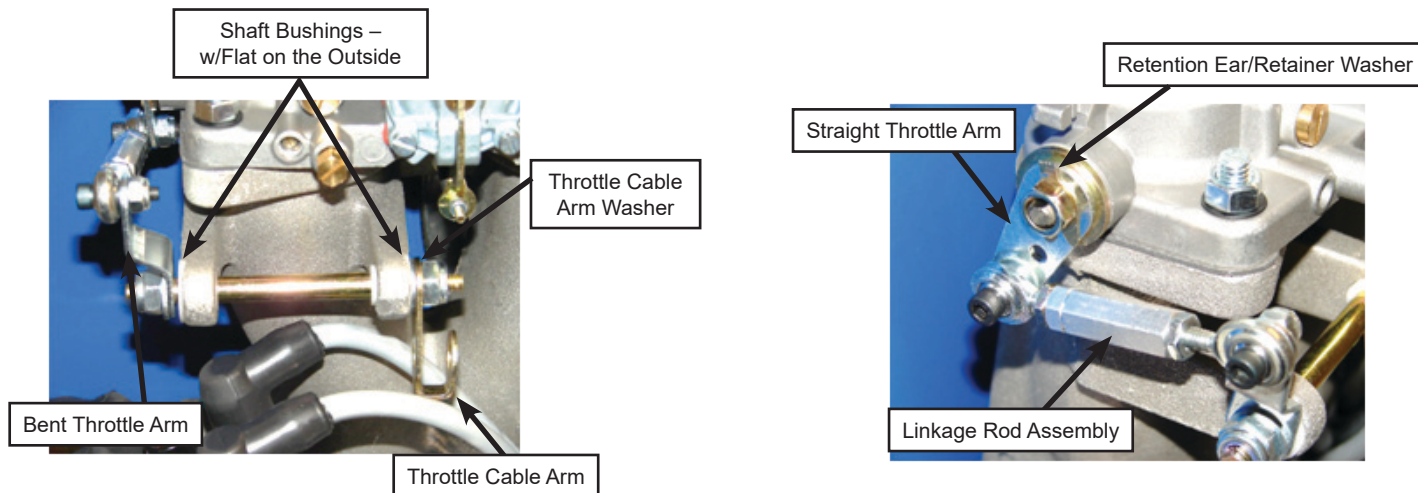 Shaft Bushings –
w/Flat on the Outside
Throttle Cable
Arm Washer
Bent Throttle Arm
Throttle Cable Arm
Retention Ear/Retainer Washer
Straight Throttle Arm
Linkage Rod Assembly